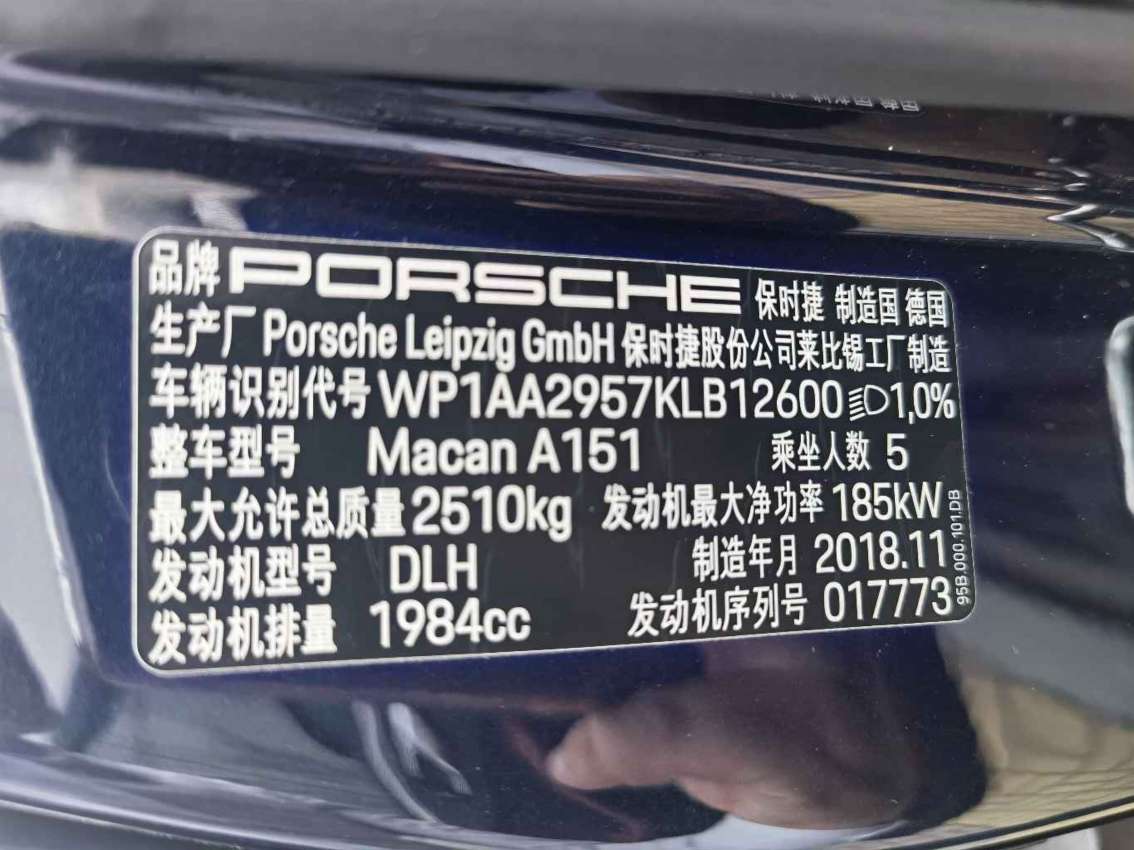 品牌 PORSCHE 保时捷 制造国 德国
生产厂 Porsche Leipzig GmbH 保时捷股份公司莱比锡工厂制造
车辆识别代号 WP1AA2957KLB12600 1,0%
整车型号 Macan A151 乘坐人数 5
最大允许总质量 2510kg 发动机最大净功率 185kW
发动机型号 DLH 制造年月 2018.11
发动机排量 1984cc 发动机序列号 017773
95B.000.101.DB